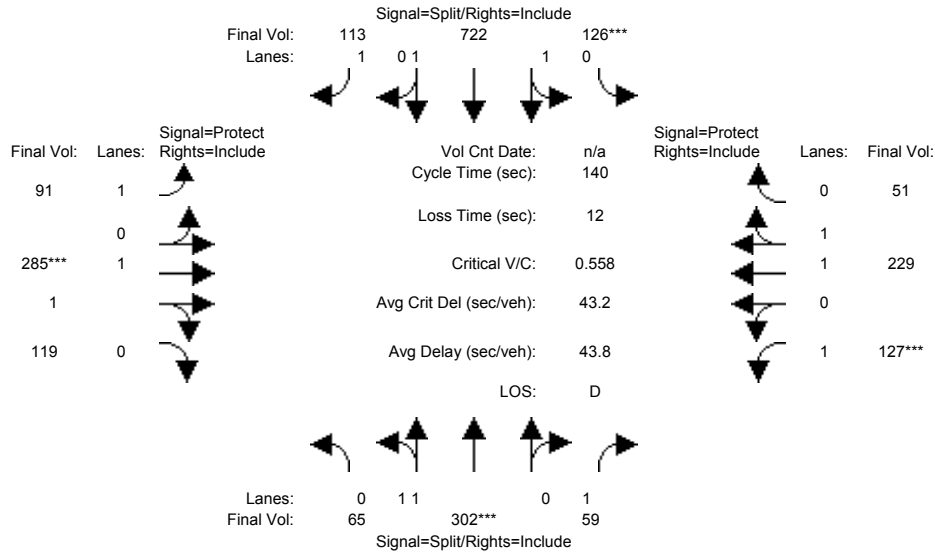 Signal=Split/Rights=Include
Final Vol: 113 722 126***
Lanes: 1 0 1 1 0
Signal=Protect Signal=Protect
Final Vol: Lanes: Rights=Include Vol Cnt Date: n/a Rights=Include Lanes: Final Vol:
Cycle Time (sec): 140
91 1 0 51
Loss Time (sec): 12
0 1
285*** 1 Critical V/C: 0.558 1 229
1 Avg Crit Del (sec/veh): 43.2 0
119 0 Avg Delay (sec/veh): 43.8 1 127***
LOS: D
Lanes: 0 1 1 0 1
Final Vol: 65 302*** 59
Signal=Split/Rights=Include